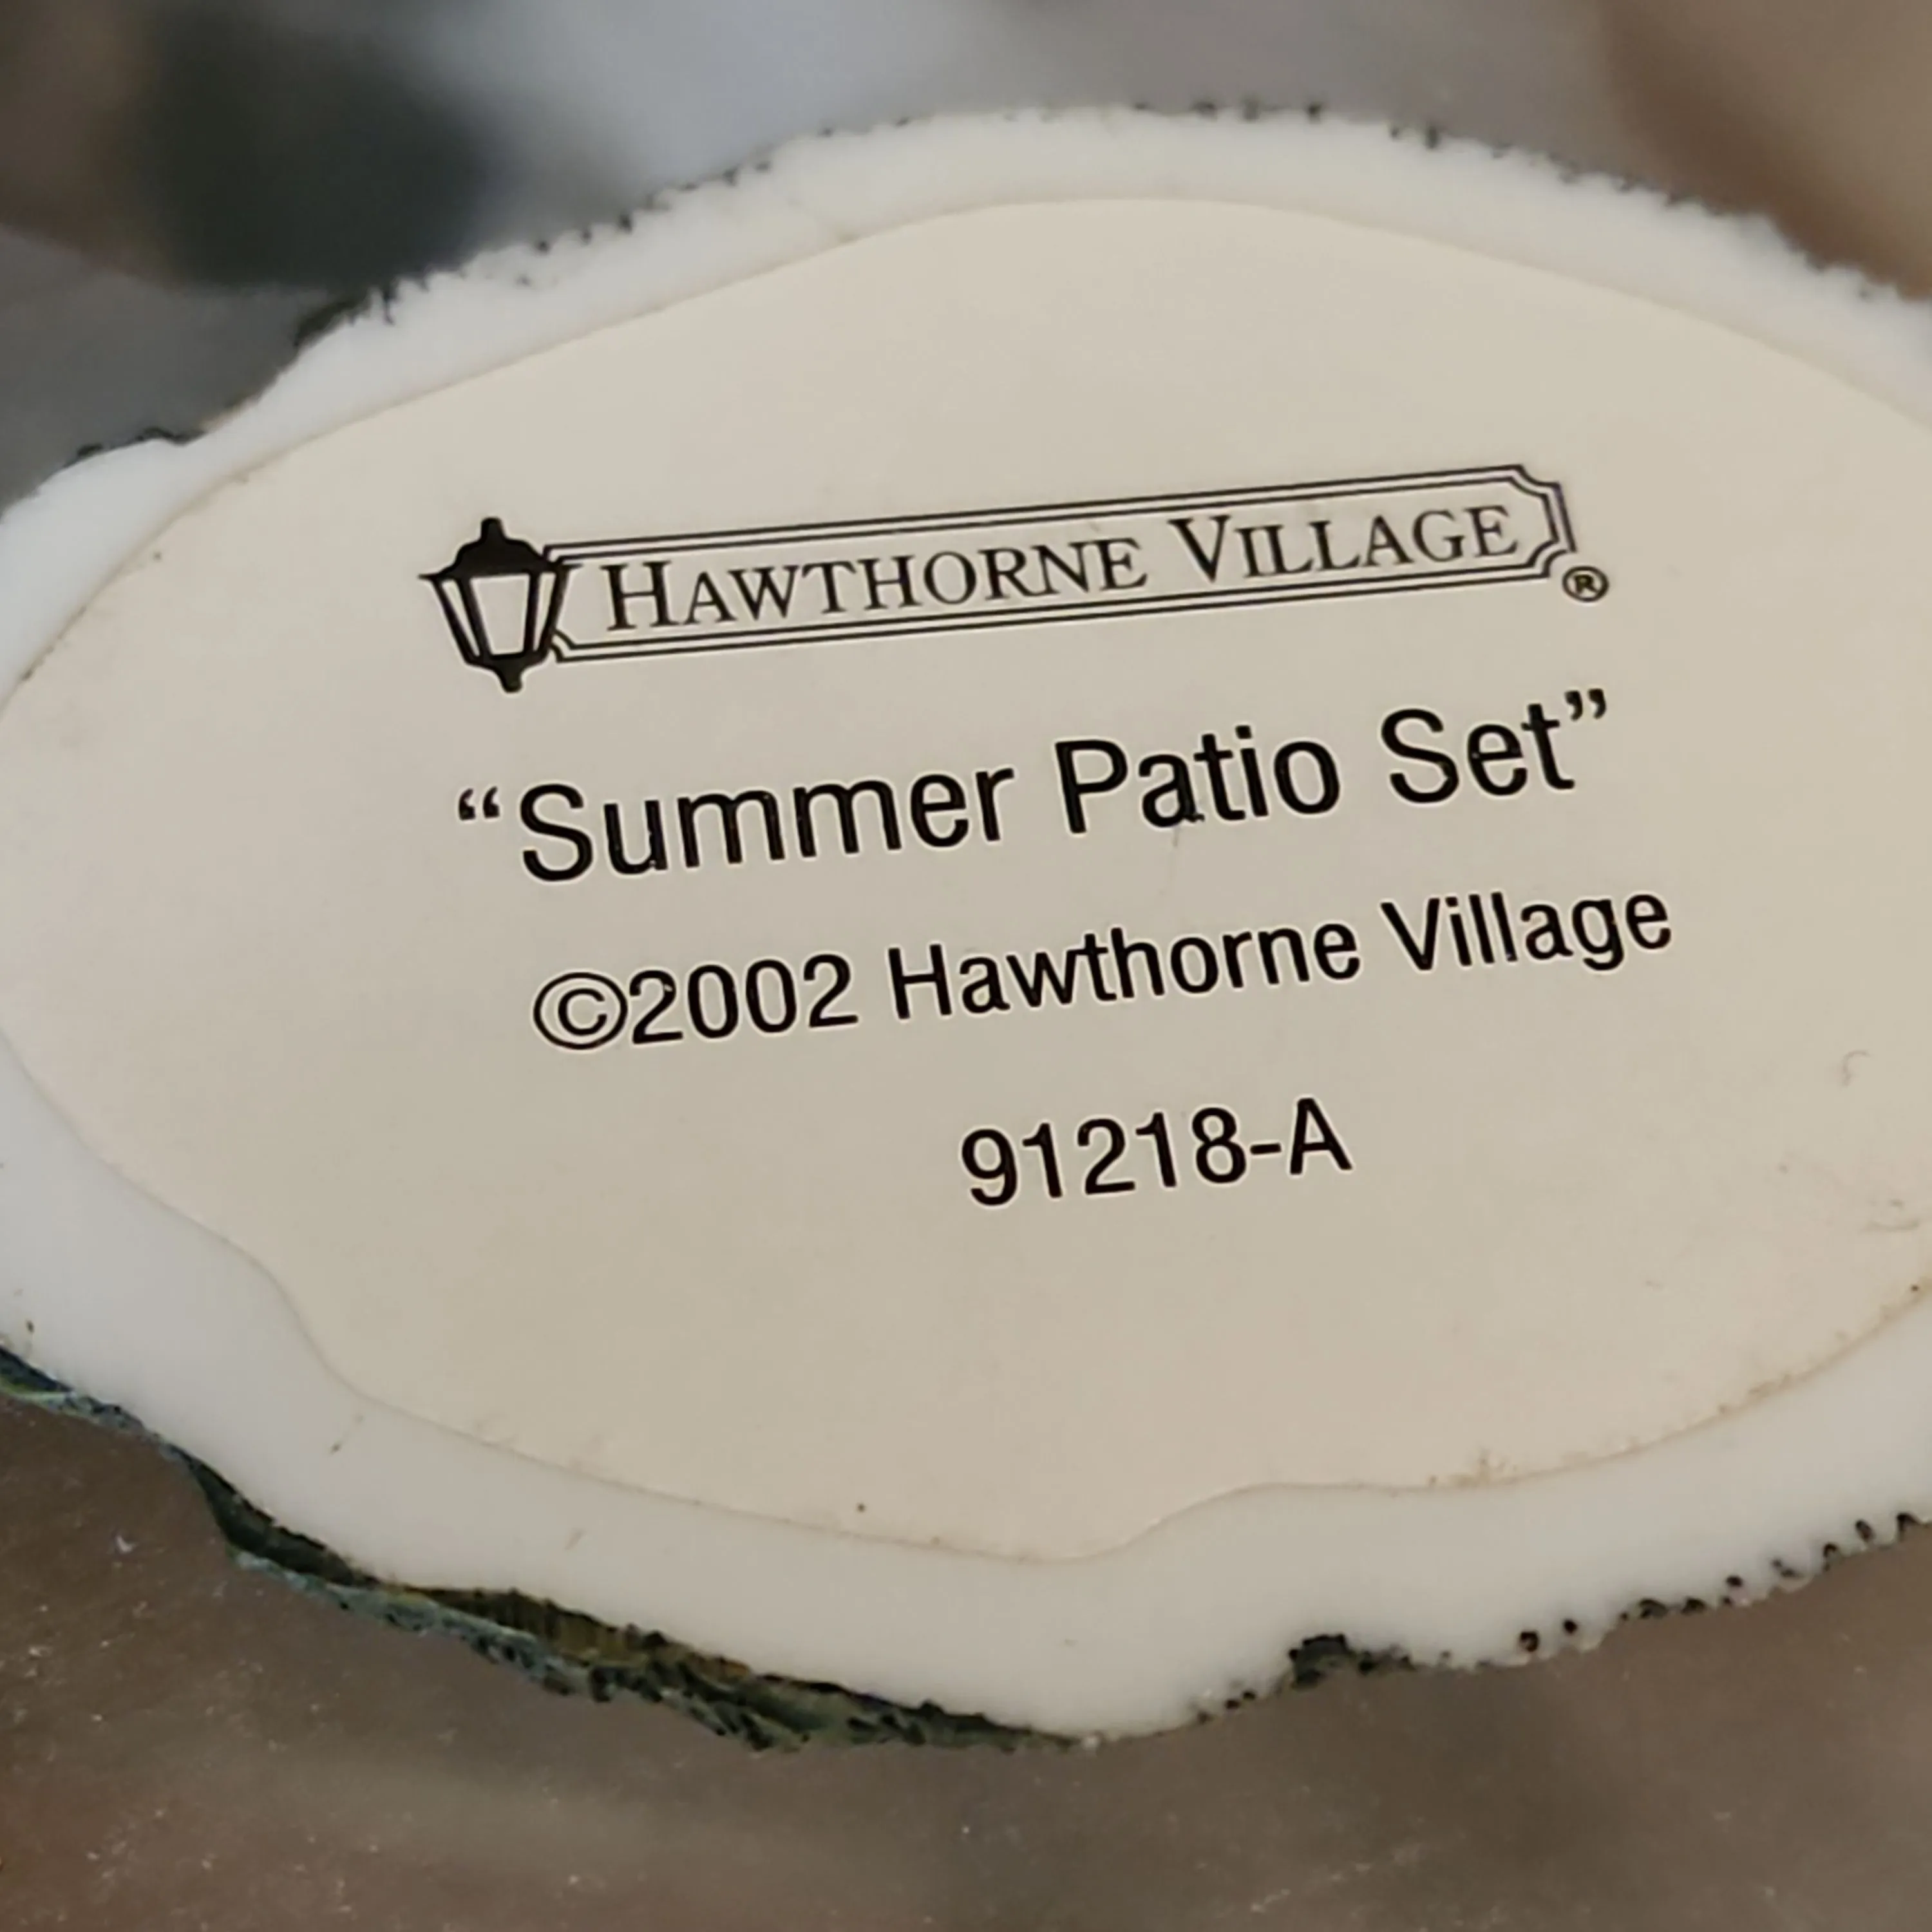 HAWTHORNE VILLAGE®
“Summer Patio Set”
©2002 Hawthorne Village
91218-A